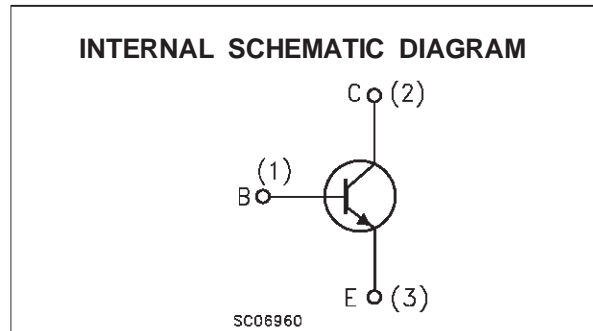 INTERNAL SCHEMATIC DIAGRAM
C (2)
(1)
B
E (3)
SC06960